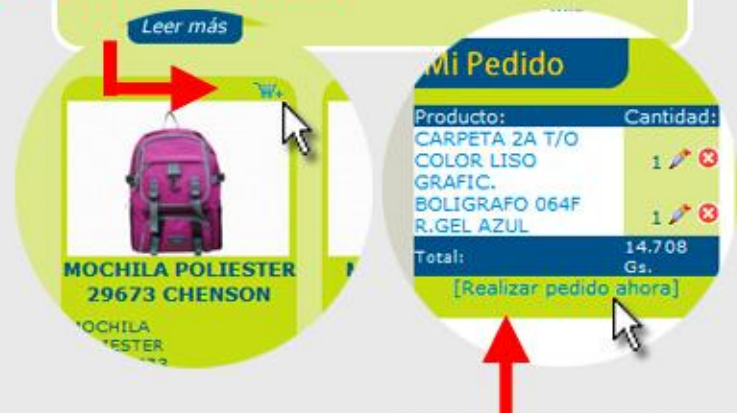 Leer más
MOCHILA POLIESTER
29673 CHENSON
Mi Pedido
Producto: Cantidad:
CARPETA 2A T/O
COLOR LISO
GRAFIC.
1
BOLIGRAFO 064F
R.GEL AZUL
1
Total: 14.708
Gs.
[Realizar pedido ahora]